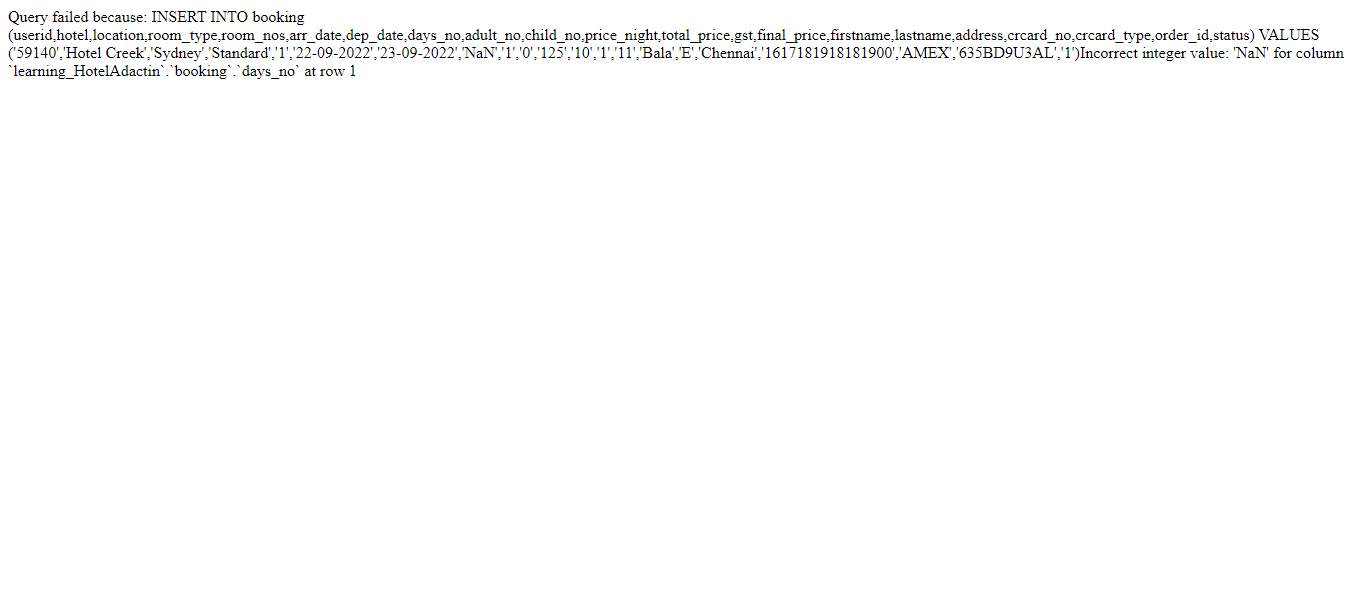 Query failed because: INSERT INTO booking
(userid,hotel,location,room_type,room_nos,arr_date,dep_date,days_no,adult_no,child_no,price_night,total_price,gst,final_price,firstname,lastname,address,crcard_no,crcard_type,order_id,status) VALUES
('59140','Hotel Creek','Sydney','Standard','1','22-09-2022','23-09-2022','NaN','1','0','125','10','1','11','Bala','E','Chennai','1617181918181900','AMEX','635BD9U3AL','1')Incorrect integer value: 'NaN' for column
`learning_HotelAdactin`.`booking`.`days_no` at row 1